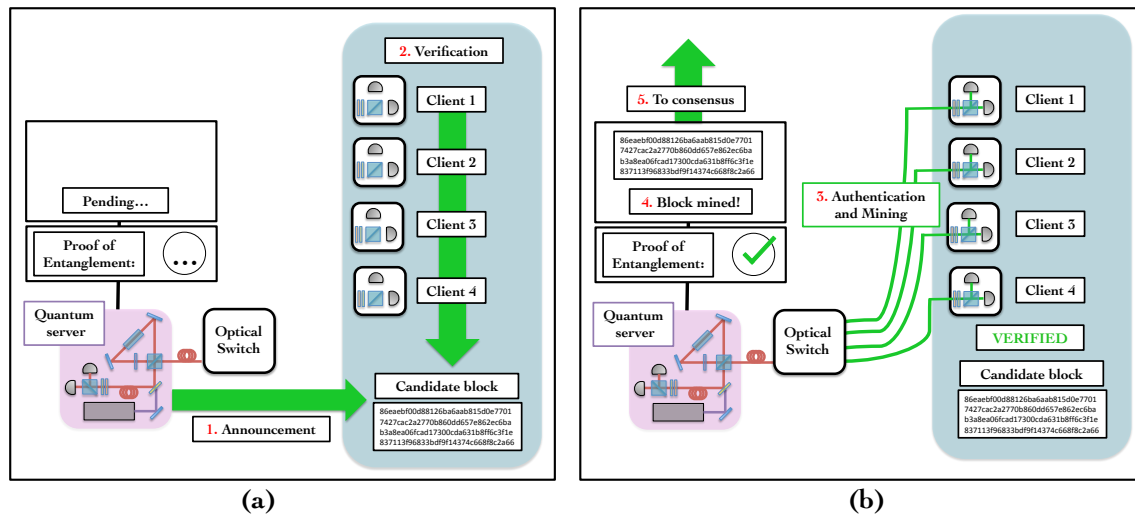 2. Verification
Client 1
Client 2
Client 3
Client 4
Pending...
Proof of
Entanglement:
...
Quantum
server
Optical
Switch
1. Announcement
Candidate block
86eaebf00d88126ba6aab815d0e7701
7427cac2a2770b860dd657e862ec6ba
b3a8ea06fcad17300cda631b8ff6c3f1e
837113f96833bdf9f14374c668f8c2a66
(a)
5. To consensus
86eaebf00d88126ba6aab815d0e7701
7427cac2a2770b860dd657e862ec6ba
b3a8ea06fcad17300cda631b8ff6c3f1e
837113f96833bdf9f14374c668f8c2a66
4. Block mined!
Proof of
Entanglement:
Quantum
server
Optical
Switch
3. Authentication
and Mining
Client 1
Client 2
Client 3
Client 4
VERIFIED
Candidate block
86eaebf00d88126ba6aab815d0e7701
7427cac2a2770b860dd657e862ec6ba
b3a8ea06fcad17300cda631b8ff6c3f1e
837113f96833bdf9f14374c668f8c2a66
(b)